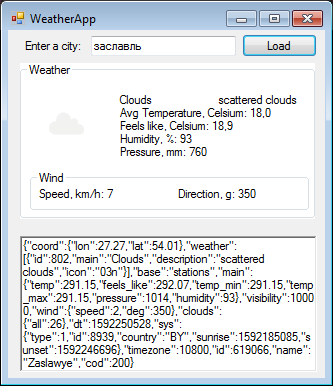 WeatherApp
Enter a city: заславль Load
Weather
Clouds scattered clouds
Avg Temperature, Celsium: 18,0
Feels like, Celsium: 18,9
Humidity, %: 93
Pressure, mm: 760
Wind
Speed, km/h: 7 Direction, g: 350
{"coord":{"lon":27.27,"lat":54.01},"weather":
[{"id":802,"main":"Clouds","description":"scattered
clouds","icon":"03n"}],"base":"stations","main":
{"temp":291.15,"feels_like":292.07,"temp_min":291.15,"temp
_max":291.15,"pressure":1014,"humidity":93},"visibility":1000
0,"wind":{"speed":2,"deg":350},"clouds":
{"all":26},"dt":1592250528,"sys":
{"type":1,"id":8939,"country":"BY","sunrise":1592185085,"s
unset":1592246696},"timezone":10800,"id":619066,"name":
"Zaslawye","cod":200}